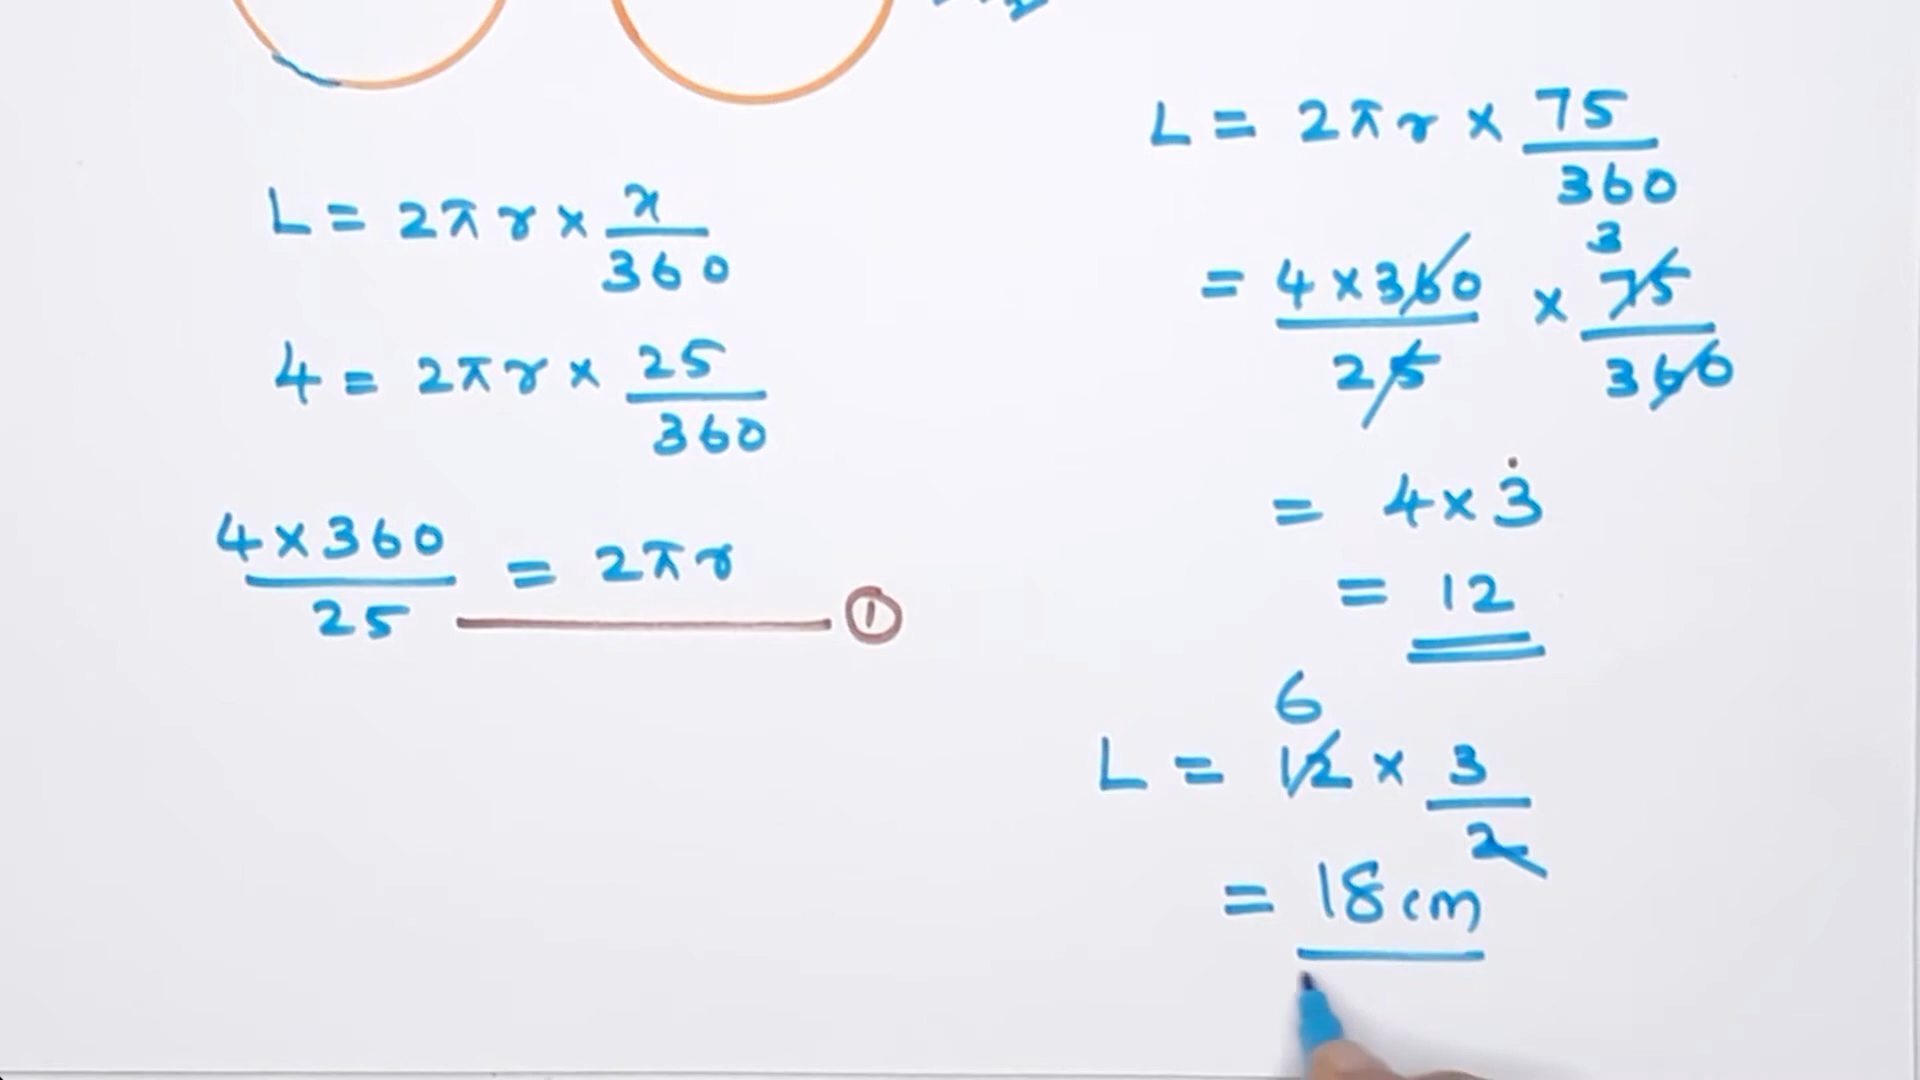 L = 2πr × x/360
4 = 2πr × 25/360
4×360/25 = 2πr ①
L = 2πr × 75/360
= 4×360/25 × 75/360 3
= 4×3
= 12
L = 12 × 3/2 6
= 18cm